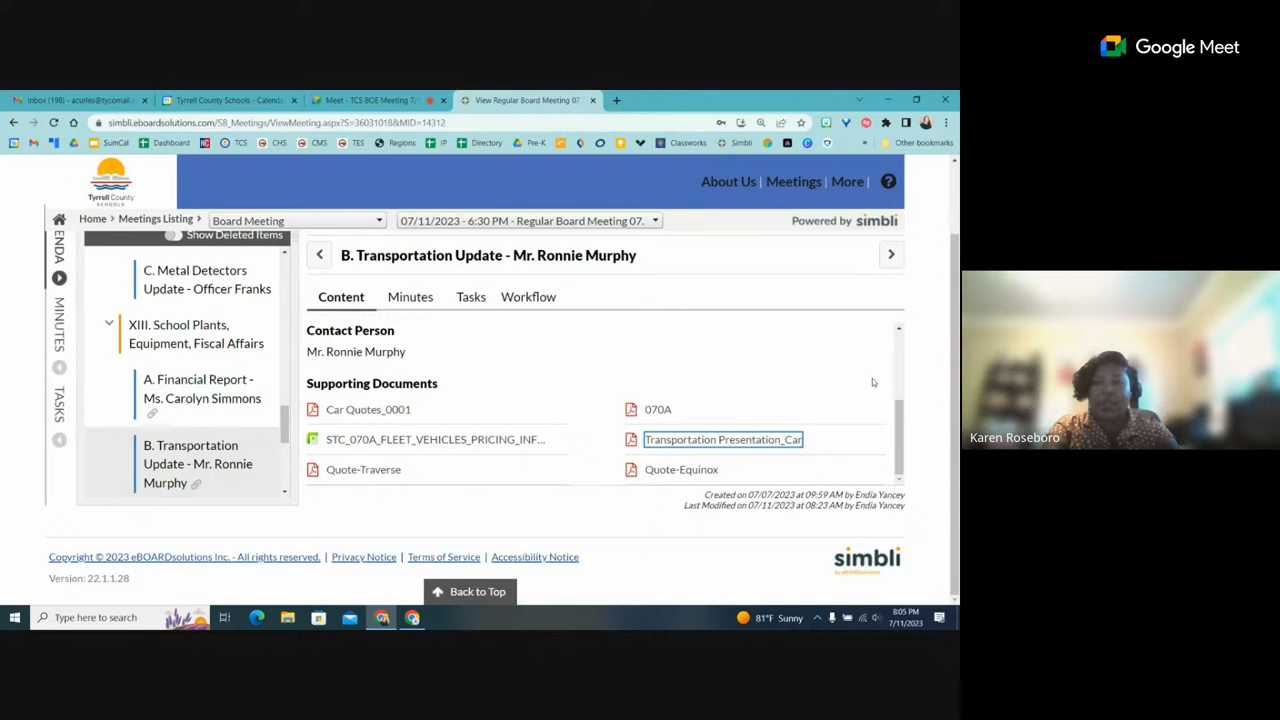 Google Meet
Inbox (198) - acurles@tycomail.
Tyrrell County Schools - Calenda
Meet - TCS BOE Meeting 7/
View Regular Board Meeting 07.
simbli.eboardsolutions.com/SB_Meetings/ViewMeeting.aspx?S=36031018&MID=14312
SumCal Dashboard TCS CHS CMS TES Regions IP Directory Pre-K Classworks Simbli Other bookmarks
Tyrrell County
SCHOOLS
About Us | Meetings | More |
Home > Meetings Listing > Board Meeting 07/11/2023 - 6:30 PM - Regular Board Meeting 07. Powered by simbli
Show Deleted Items
ENDA
MINUTES
TASKS
C. Metal Detectors
Update - Officer Franks
XIII. School Plants,
Equipment, Fiscal Affairs
A. Financial Report -
Ms. Carolyn Simmons
B. Transportation
Update - Mr. Ronnie
Murphy
B. Transportation Update - Mr. Ronnie Murphy
Content Minutes Tasks Workflow
Contact Person
Mr. Ronnie Murphy
Supporting Documents
Car Quotes_0001 070A
STC_070A_FLEET_VEHICLES_PRICING_INF... Transportation Presentation_Car
Quote-Traverse Quote-Equinox
Created on 07/07/2023 at 09:59 AM by Endia Yancey
Last Modified on 07/11/2023 at 08:23 AM by Endia Yancey
Copyright © 2023 eBOARDsolutions Inc. - All rights reserved. | Privacy Notice | Terms of Service | Accessibility Notice
simbli
Version: 22.1.1.28
Back to Top
Type here to search
81°F Sunny
8:05 PM
7/11/2023
Karen Roseboro